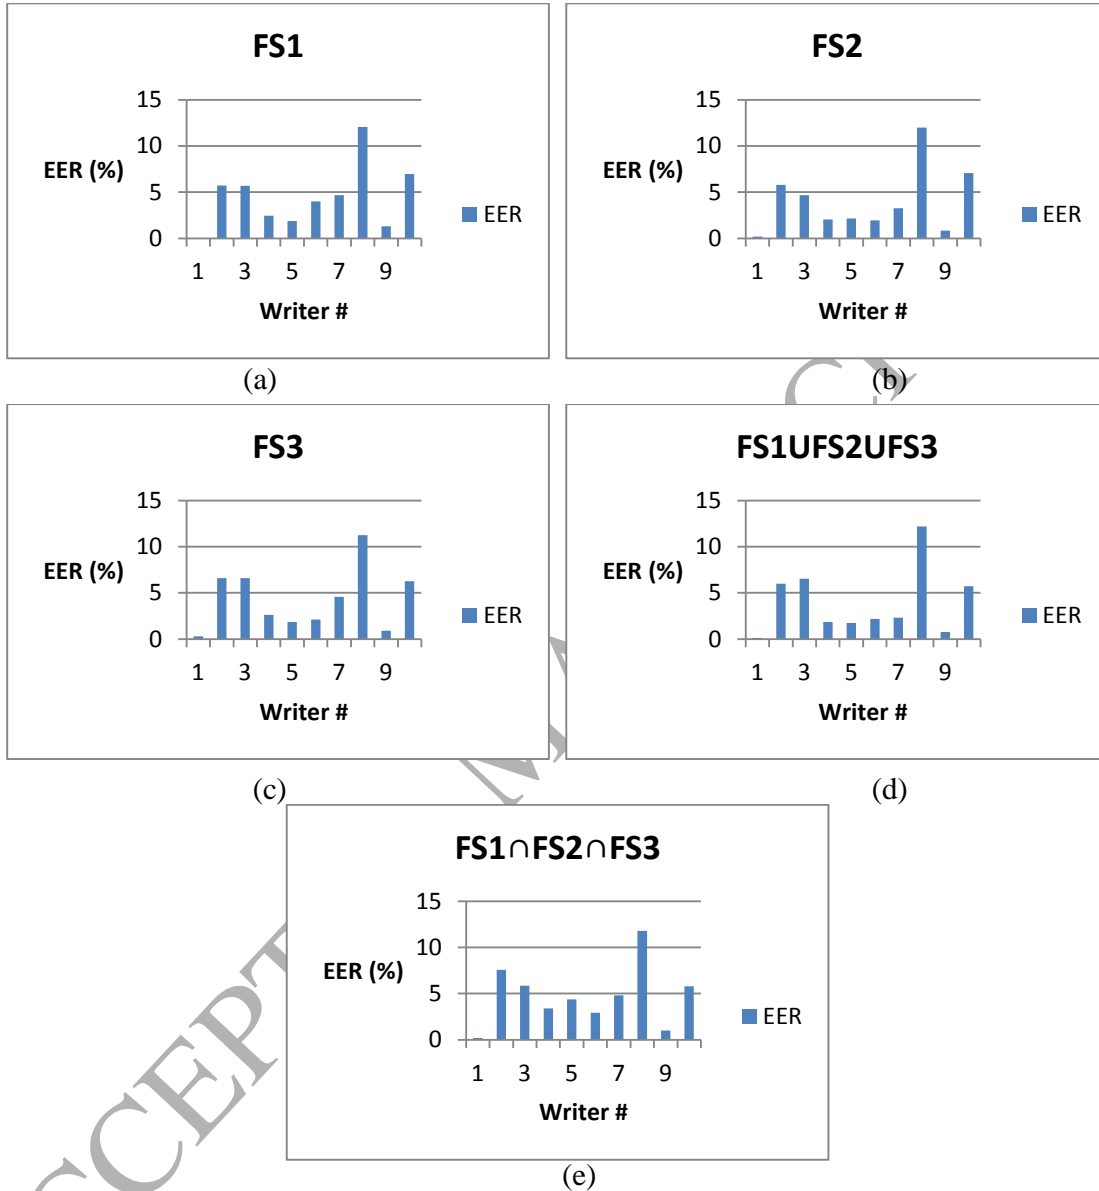 FS1
15
10
EER (%)
5
EER
0
1 3 5 7 9
Writer #
(a)
FS2
15
10
EER (%)
5
EER
0
1 3 5 7 9
Writer #
(b)
FS3
15
10
EER (%)
5
EER
0
1 3 5 7 9
Writer #
(c)
FS1UFS2UFS3
15
10
EER (%)
5
EER
0
1 3 5 7 9
Writer #
(d)
FS1∩FS2∩FS3
15
10
EER (%)
5
EER
0
1 3 5 7 9
Writer #
(e)